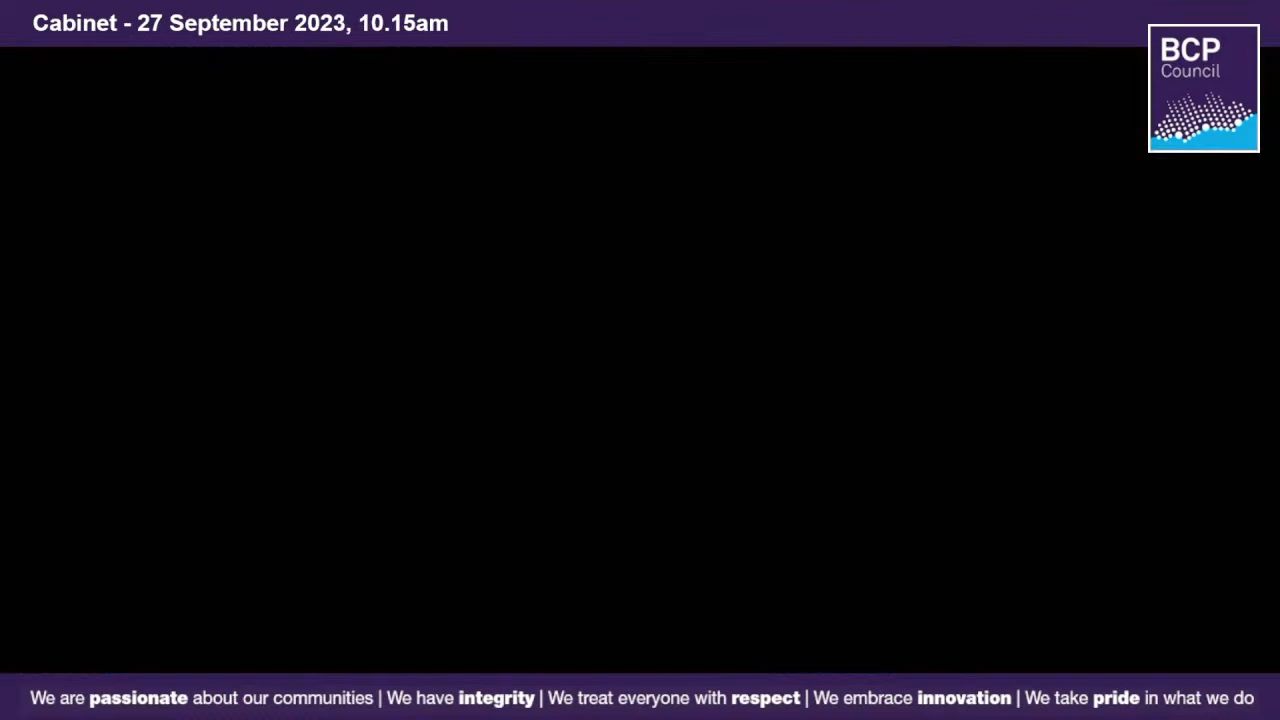 Cabinet - 27 September 2023, 10.15am
BCP
Council
We are passionate about our communities | We have integrity | We treat everyone with respect | We embrace innovation | We take pride in what we do